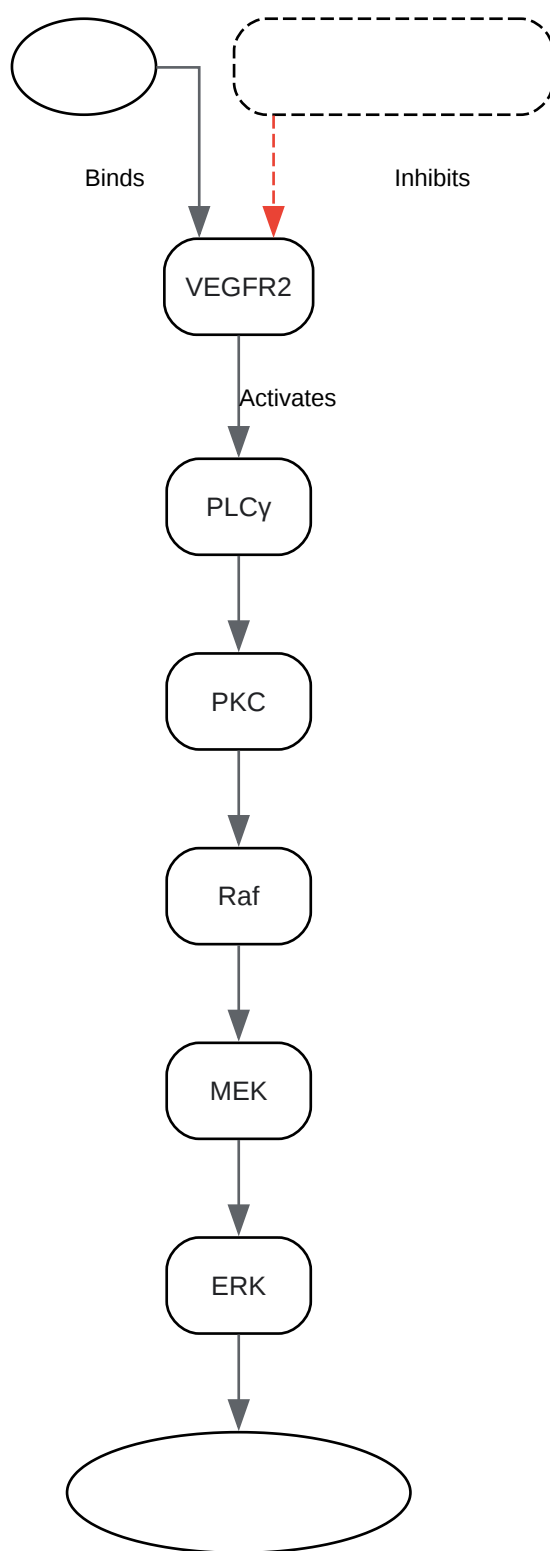 Binds
Inhibits
VEGFR2
Activates
PLCγ
PKC
Raf
MEK
ERK